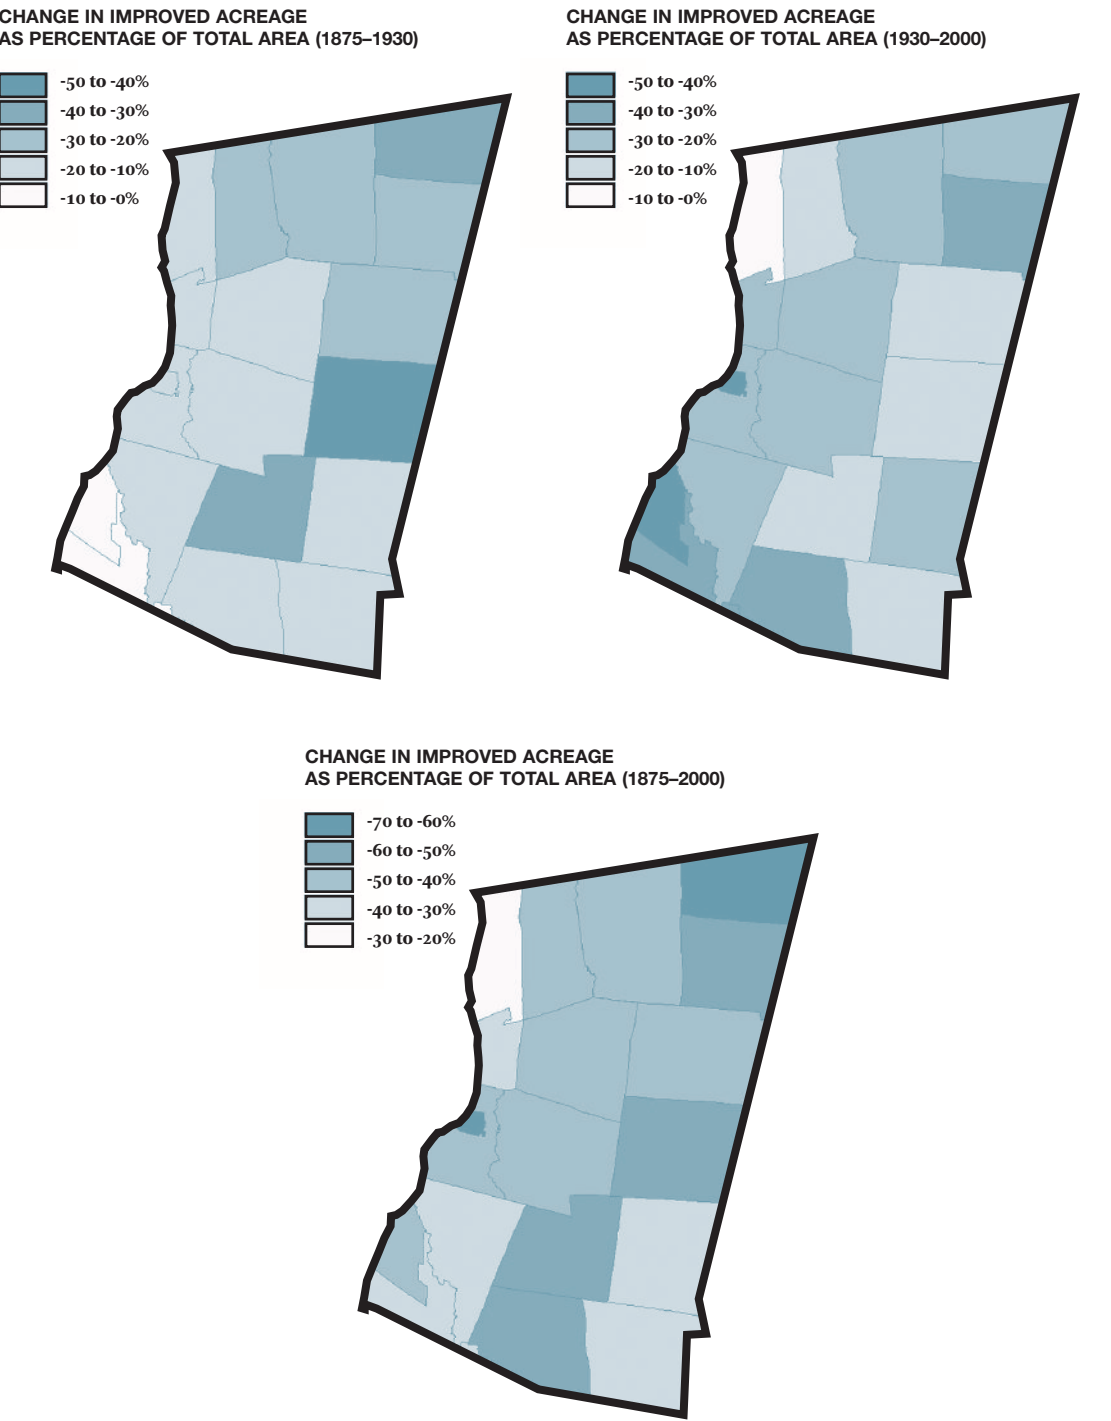 CHANGE IN IMPROVED ACREAGE
AS PERCENTAGE OF TOTAL AREA (1875–1930)
-50 to -40%
-40 to -30%
-30 to -20%
-20 to -10%
-10 to -0%
CHANGE IN IMPROVED ACREAGE
AS PERCENTAGE OF TOTAL AREA (1930–2000)
-50 to -40%
-40 to -30%
-30 to -20%
-20 to -10%
-10 to -0%
CHANGE IN IMPROVED ACREAGE
AS PERCENTAGE OF TOTAL AREA (1875–2000)
-70 to -60%
-60 to -50%
-50 to -40%
-40 to -30%
-30 to -20%